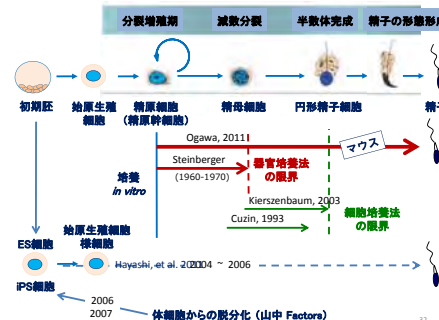 分裂増殖期
減数分裂
半数体完成
精子の形態形成
初期胚
始原生殖
細胞
精原細胞
(精原幹細胞)
精母細胞
円形精子細胞
精子
Ogawa, 2011
マウス
Steinberger
(1960-1970)
器官培養法
の限界
培養
in vitro
Kierszenbaum, 2003
Cuzin, 1993
細胞培養法
の限界
ES細胞
始原生殖細胞
様細胞
Hayashi, et al. 2011
2004 ~ 2006
iPS細胞
2006
2007
体細胞からの脱分化 (山中 Factors)